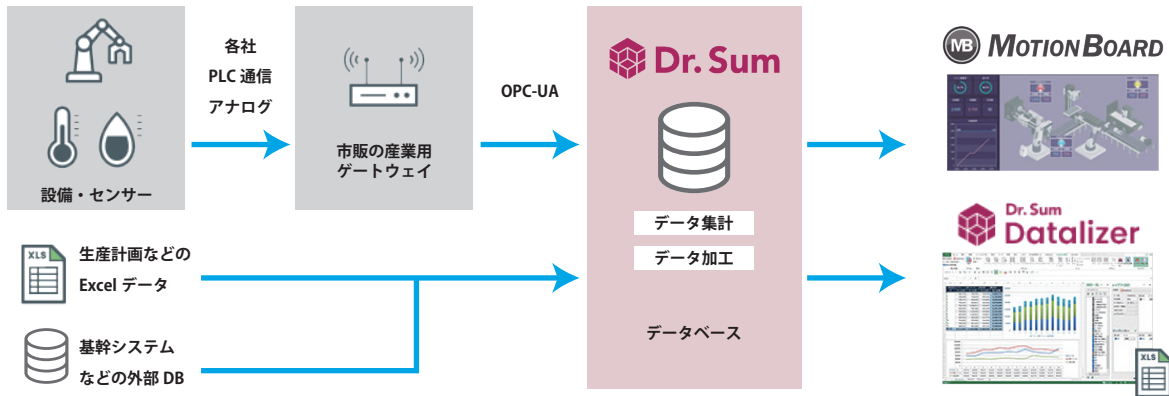 設備・センサー
各社
PLC 通信
アナログ
市販の産業用
ゲートウェイ
OPC-UA
XLS
生産計画などの
Excel データ
基幹システム
などの外部 DB
Dr. Sum
データ集計
データ加工
データベース
MB MOTIONBOARD
Dr. Sum
Datalizer
XLS